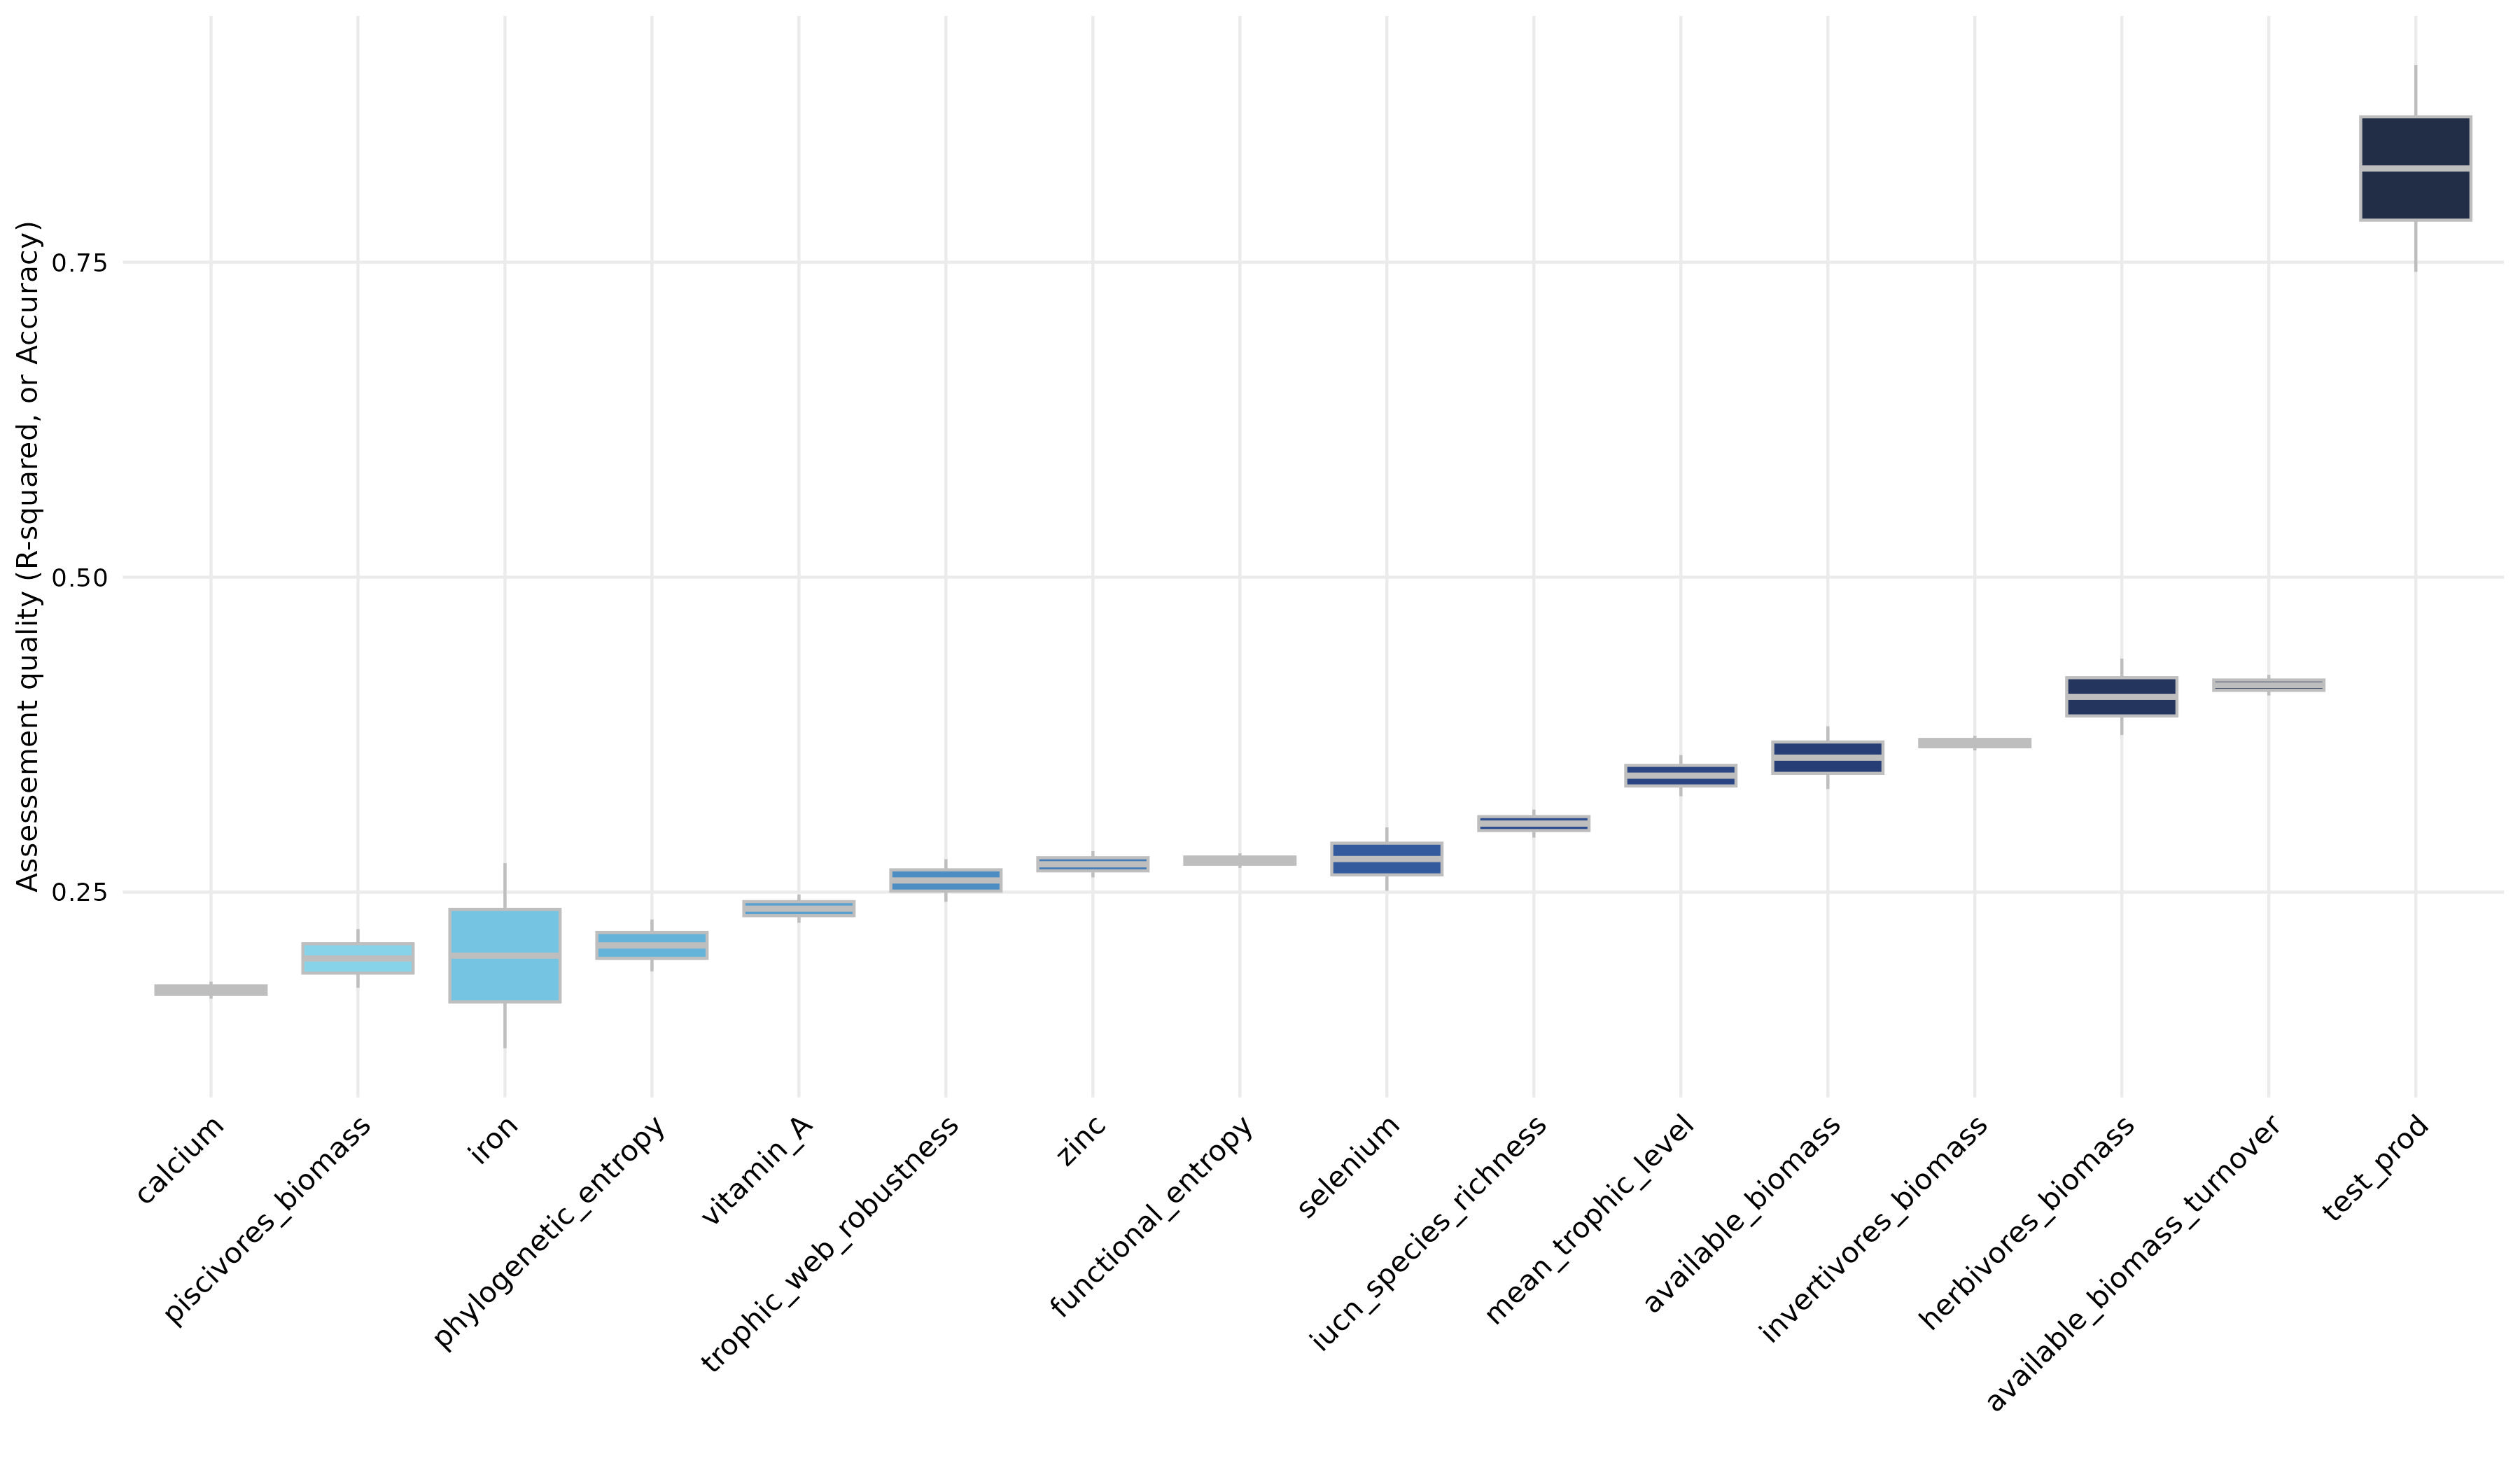 Assessment quality (R-squared, or Accuracy)
0.75
0.50
0.25
calcium
piscivores_biomass
iron
phylogenetic_entropy
vitamin_A
trophic_web_robustness
zinc
functional_entropy
selenium
iucn_species_richness
mean_trophic_level
available_biomass
invertivores_biomass
herbivores_biomass
available_biomass_turnover
test_prod